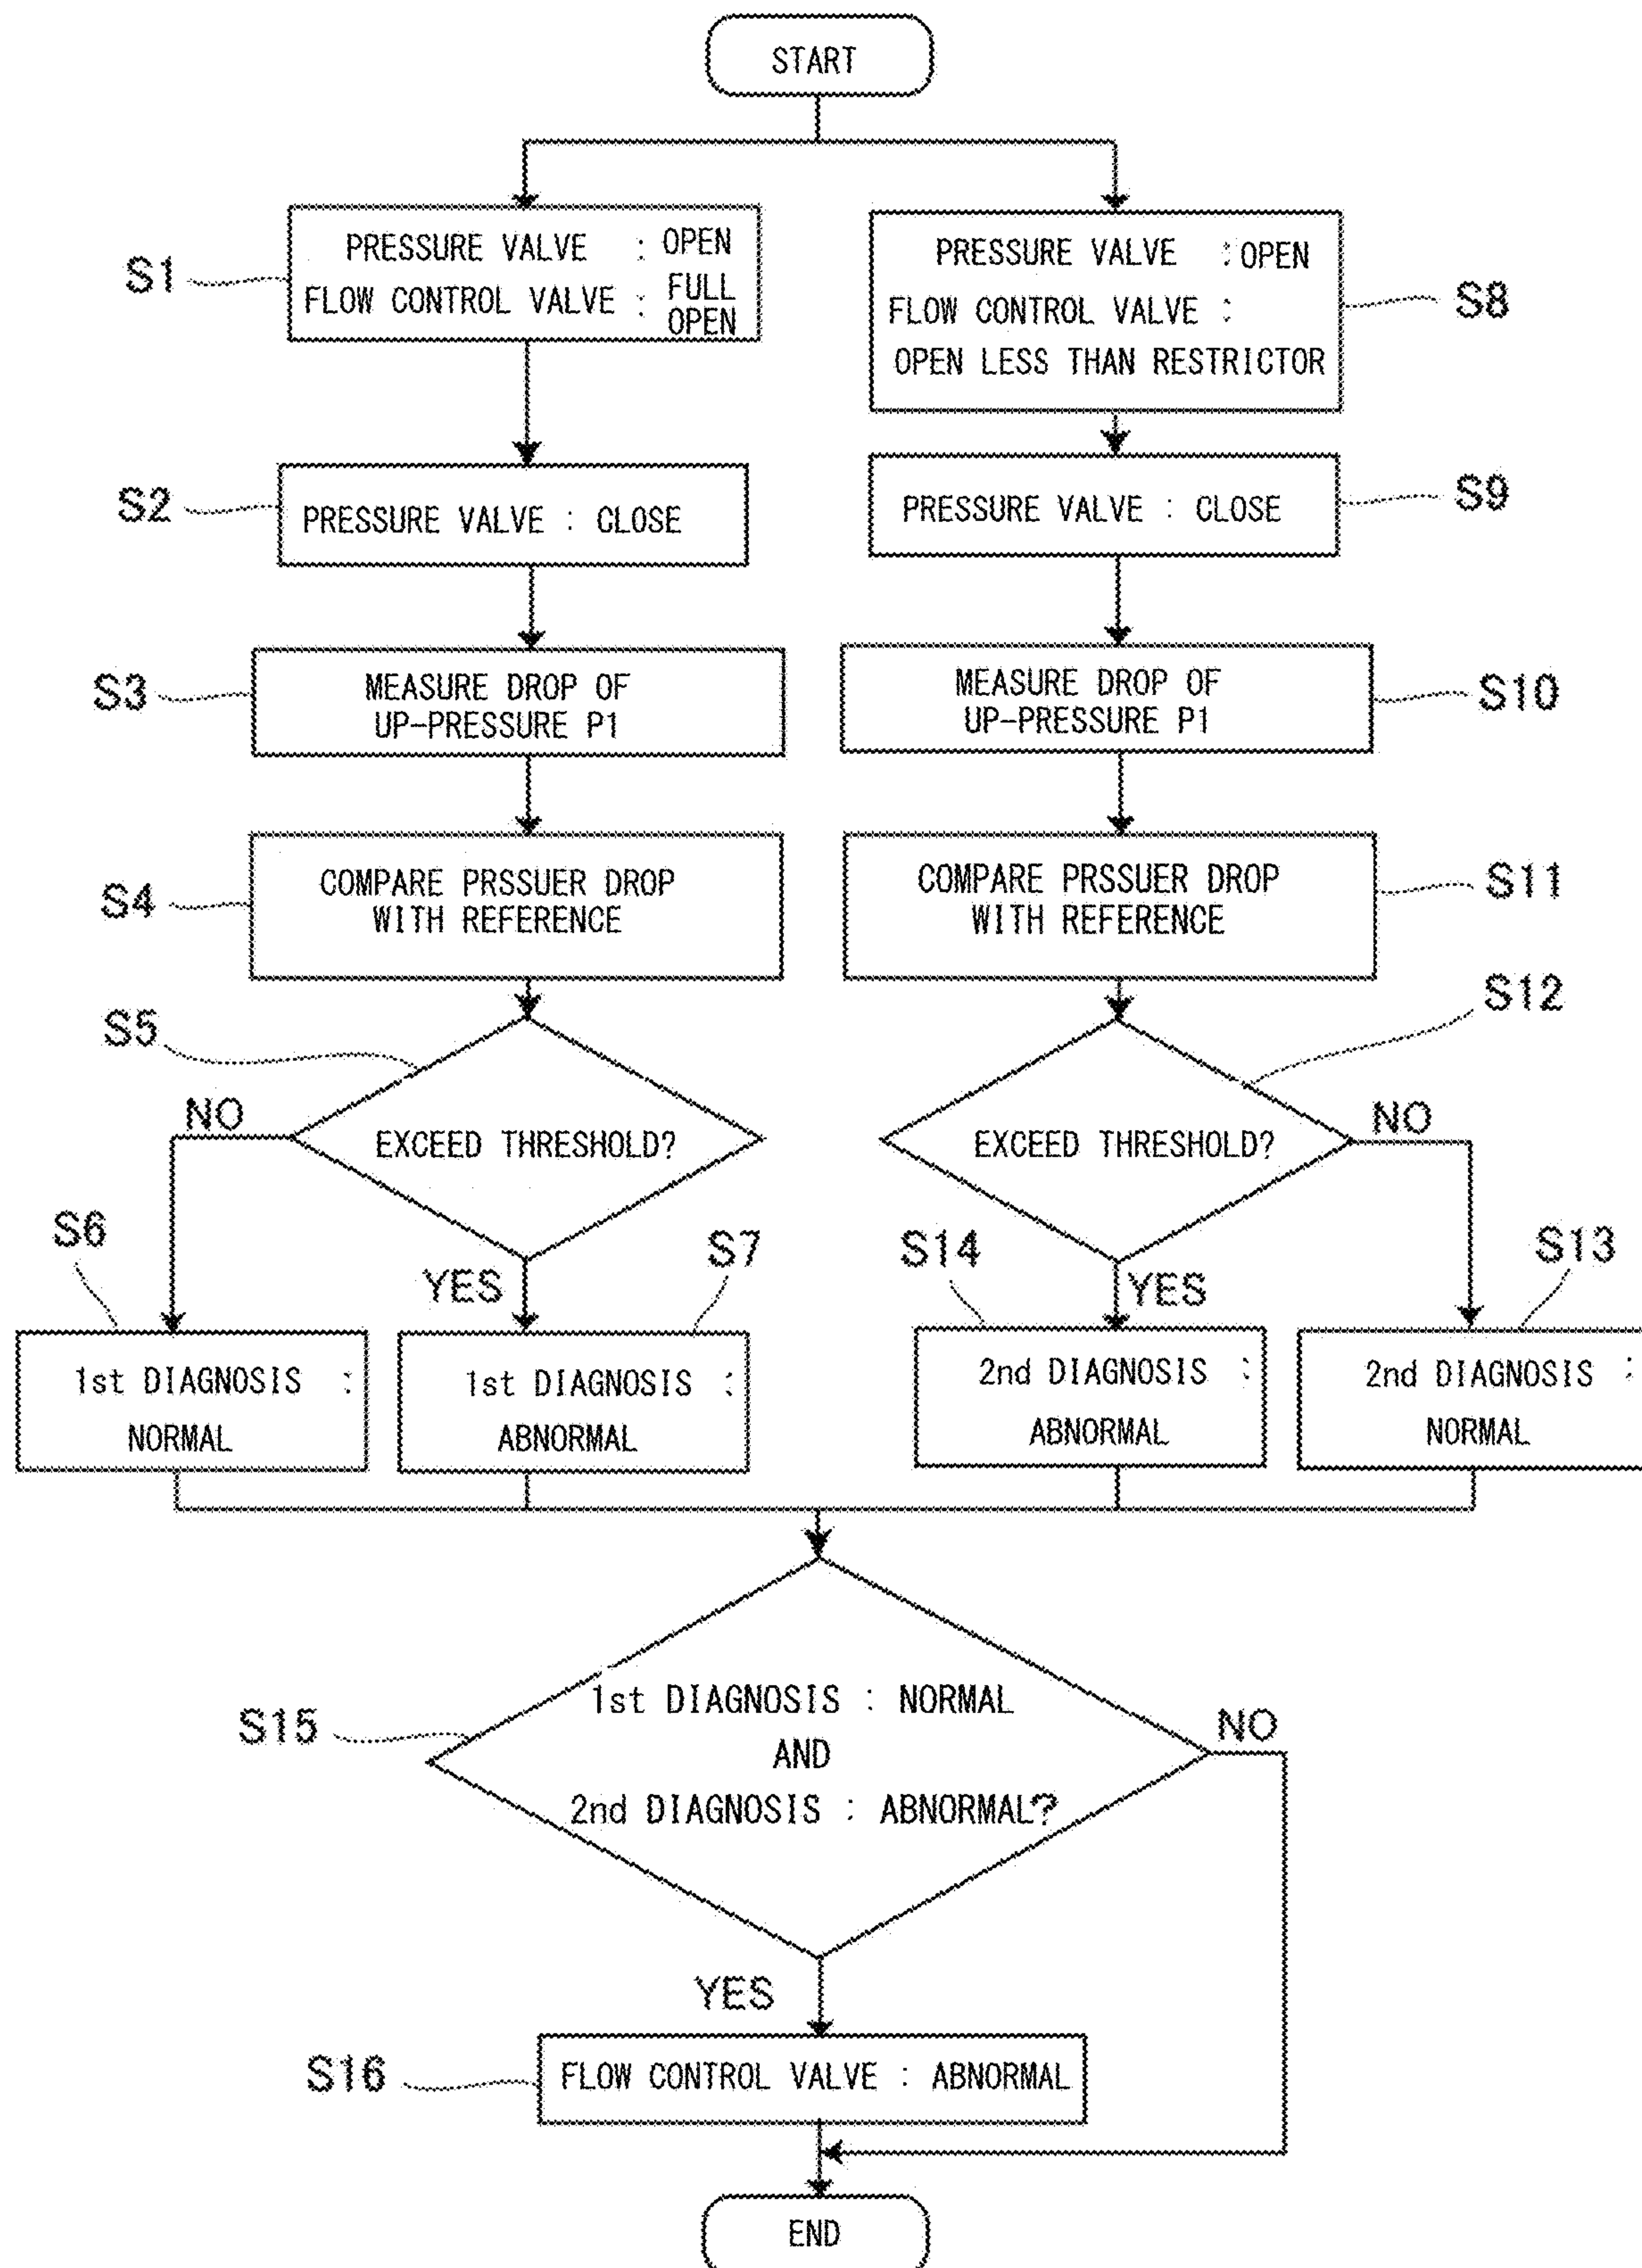 START
S1
PRESSURE VALVE : OPEN
FLOW CONTROL VALVE : FULL
OPEN
S8
PRESSURE VALVE : OPEN
FLOW CONTROL VALVE :
OPEN LESS THAN RESTRICTOR
S2
PRESSURE VALVE : CLOSE
S9
PRESSURE VALVE : CLOSE
S3
MEASURE DROP OF
UP-PRESSURE P1
S10
MEASURE DROP OF
UP-PRESSURE P1
S4
COMPARE PRSSUER DROP
WITH REFERENCE
S11
COMPARE PRSSUER DROP
WITH REFERENCE
S5
EXCEED THRESHOLD?
NO
YES
S12
EXCEED THRESHOLD?
NO
YES
S6
1st DIAGNOSIS :
NORMAL
S7
1st DIAGNOSIS :
ABNORMAL
S14
2nd DIAGNOSIS :
ABNORMAL
S13
2nd DIAGNOSIS :
NORMAL
S15
1st DIAGNOSIS : NORMAL
AND
2nd DIAGNOSIS : ABNORMAL?
NO
YES
S16
FLOW CONTROL VALVE : ABNORMAL
END